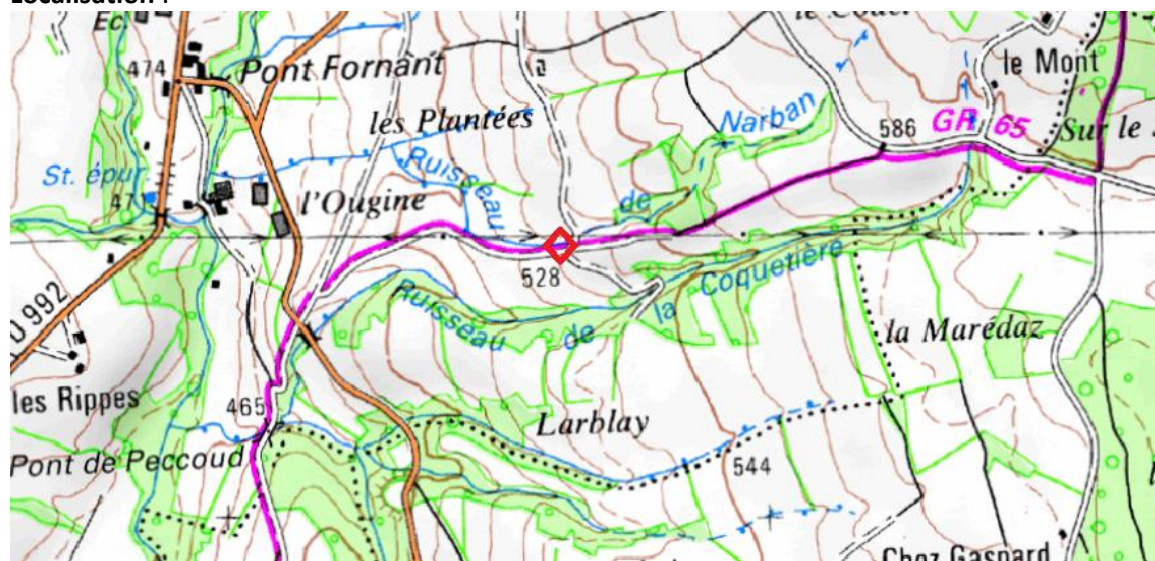 Localisation :
Ec
474
Pont Fornant
les Plantées
Narban
le Mont
586
GR 65
Sur le
St. épur.
47
l'Ougine
Ruisseau
de
528
Ruisseau
de
la
Coquetière
D 992
la Marédaz
les Rippes
465
Larblay
Pont de Peccoud
544
Chez Gaspard